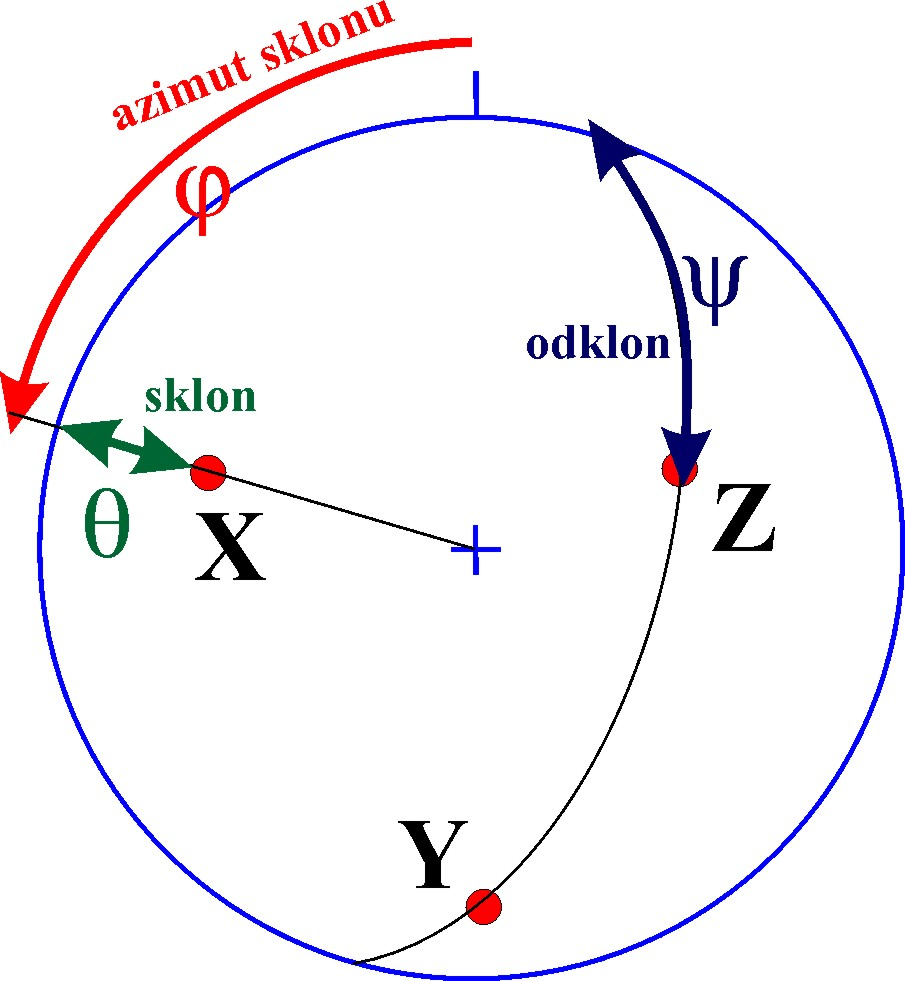 azimut sklonu
φ
ψ
odklon
sklon
θ
X
Z
Y